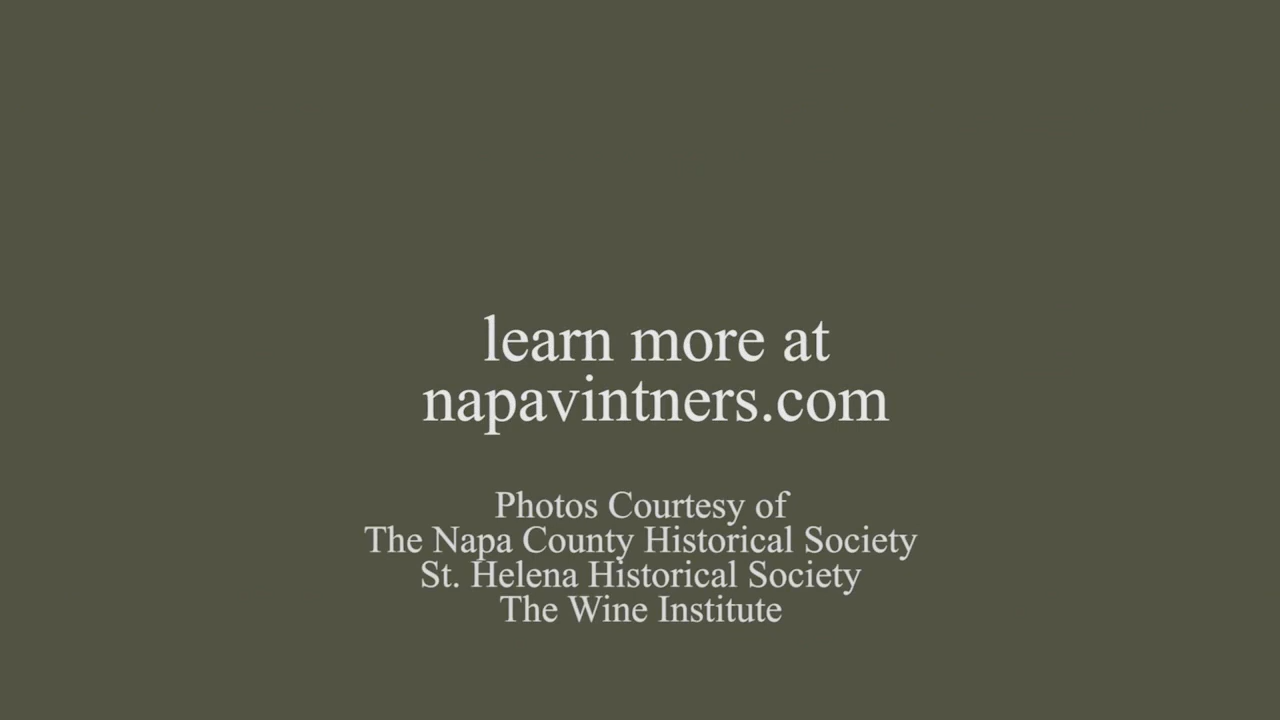 learn more at
napavintners.com
Photos Courtesy of
The Napa County Historical Society
St. Helena Historical Society
The Wine Institute